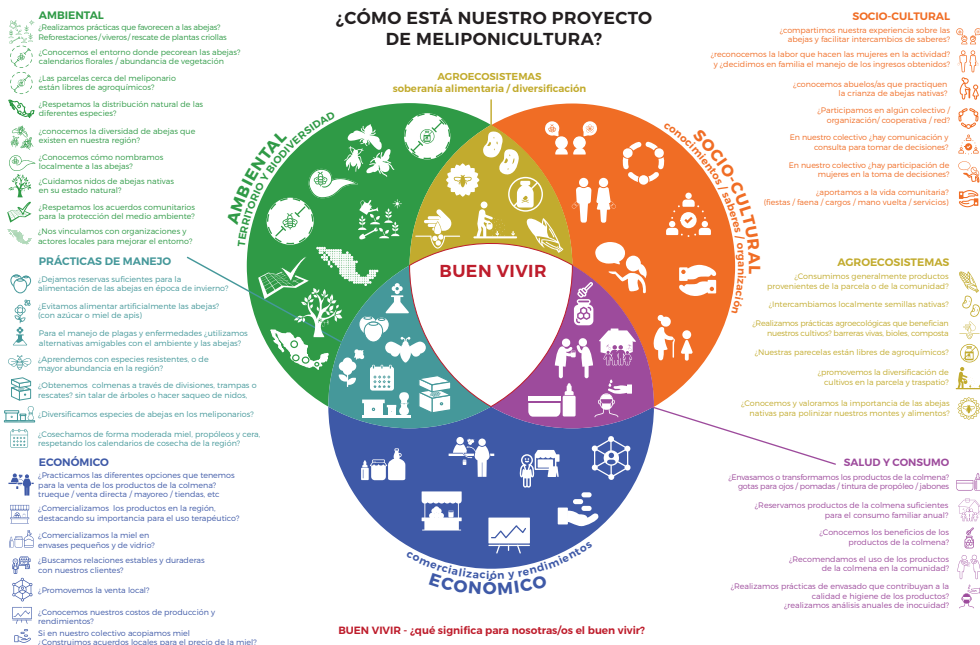 ¿CÓMO ESTÁ NUESTRO PROYECTO
DE MELIPONICULTURA?
AMBIENTAL
¿Realizamos prácticas que favorecen a las abejas?
Reforestaciones / viveros / rescate de plantas criollas
¿Conocemos el entorno donde pecorean las abejas?
calendarios florales / abundancia de vegetación
¿Las parcelas cerca del meliponario
están libres de agroquímicos?
¿Respetamos la distribución natural de las
diferentes especies?
¿conocemos la diversidad de abejas que
existen en nuestra región?
¿Conocemos cómo nombramos
localmente a las abejas?
¿Cuidamos nidos de abejas nativas
en su estado natural?
¿Respetamos los acuerdos comunitarios
para la protección del medio ambiente?
¿Nos vinculamos con organizaciones y
actores locales para mejorar el entorno?
PRÁCTICAS DE MANEJO
¿Dejamos reservas suficientes para la
alimentación de las abejas en época de invierno?
¿Evitamos alimentar artificialmente las abejas?
(con azúcar o miel de apis)
Para el manejo de plagas y enfermedades ¿utilizamos
alternativas amigables con el ambiente y las abejas?
¿Aprendemos con especies resistentes, o de
mayor abundancia en la región?
¿Obtenemos colmenas a través de divisiones, trampas o
rescates? sin talar de árboles o hacer saqueo de nidos.
¿Diversificamos especies de abejas en los meliponarios?
¿Cosechamos de forma moderada miel, propóleos y cera,
respetando los calendarios de cosecha de la región?
ECONÓMICO
¿Practicamos las diferentes opciones que tenemos
para la venta de los productos de la colmena?
trueque / venta directa / mayoreo / tiendas, etc
¿Comercializamos los productos en la región,
destacando su importancia para el uso terapéutico?
¿Comercializamos la miel en
envases pequeños y de vidrio?
¿Buscamos relaciones estables y duraderas
con nuestros clientes?
¿Promovemos la venta local?
¿Conocemos nuestros costos de producción y
rendimientos?
Si en nuestro colectivo acopiamos miel
¿Construimos acuerdos locales para el precio de la miel?
AGROECOSISTEMAS
soberanía alimentaria / diversificación
AMBIENTAL
TERRITORIO Y BIODIVERSIDAD
SOCIO-CULTURAL
conocimientos / saberes / organización
BUEN VIVIR
comercialización y rendimientos
ECONÓMICO
BUEN VIVIR - ¿qué significa para nosotras/os el buen vivir?
SOCIO-CULTURAL
¿compartimos nuestra experiencia sobre las
abejas y facilitar intercambios de saberes?
¿reconocemos la labor que hacen las mujeres en la actividad?
y ¿decidimos en familia el manejo de los ingresos obtenidos?
¿conocemos abuelos/as que practiquen
la crianza de abejas nativas?
¿Participamos en algún colectivo /
organización/ cooperativa / red?
En nuestro colectivo ¿hay comunicación y
consulta para tomar de decisiones?
En nuestro colectivo ¿hay participación de
mujeres en la toma de decisiones?
¿aportamos a la vida comunitaria?
(fiestas / faena / cargos / mano vuelta / servicios)
AGROECOSISTEMAS
¿Consumimos generalmente productos
provenientes de la parcela o de la comunidad?
¿Intercambiamos localmente semillas nativas?
¿Realizamos prácticas agroecológicas que benefician
nuestros cultivos? barreras vivas, bioles, composta
¿Nuestras parecelas están libres de agroquímicos?
¿promovemos la diversificación de
cultivos en la parcela y traspatio?
¿Conocemos y valoramos la importancia de las abejas
nativas para polinizar nuestros montes y alimentos?
SALUD Y CONSUMO
¿Envasamos o transformamos los productos de la colmena?
gotas para ojos / pomadas / tintura de propóleo / jabones
¿Reservamos productos de la colmena suficientes
para el consumo familiar anual?
¿Conocemos los beneficios de los
productos de la colmena?
¿Recomendamos el uso de los productos
de la colmena en la comunidad?
¿Realizamos prácticas de envasado que contribuyan a la
calidad e higiene de los productos?
¿realizamos análisis anuales de inocuidad?